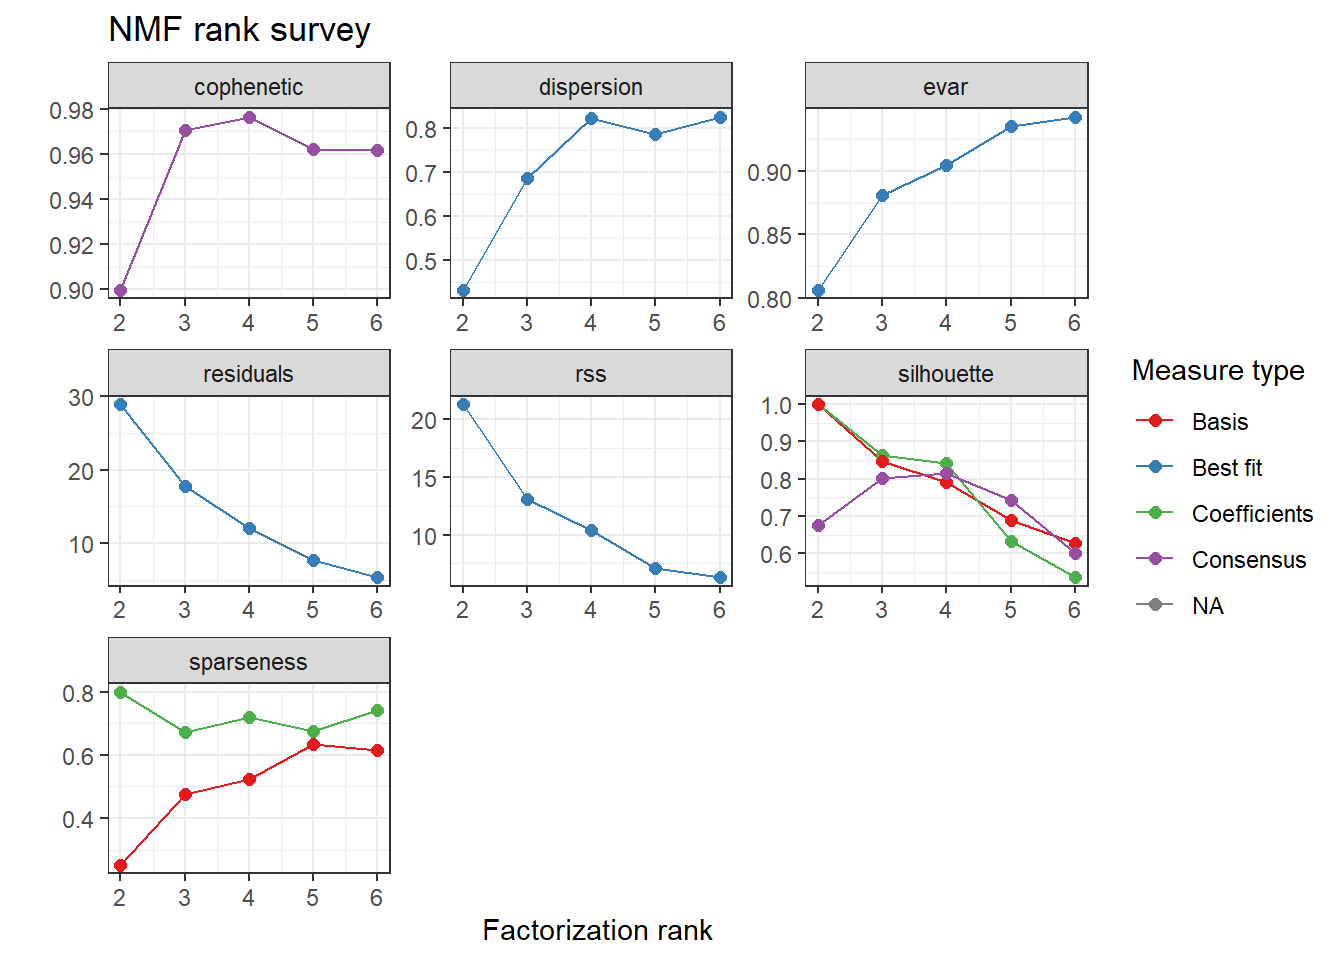 NMF rank survey
cophenetic
dispersion
evar
0.98
0.96
0.94
0.92
0.90
0.8
0.7
0.6
0.5
0.90
0.85
0.80
2 3 4 5 6
2 3 4 5 6
2 3 4 5 6
residuals
rss
silhouette
30
20
10
20
15
10
1.0
0.9
0.8
0.7
0.6
2 3 4 5 6
2 3 4 5 6
2 3 4 5 6
sparseness
0.8
0.6
0.4
2 3 4 5 6
Factorization rank
Measure type
Basis
Best fit
Coefficients
Consensus
NA